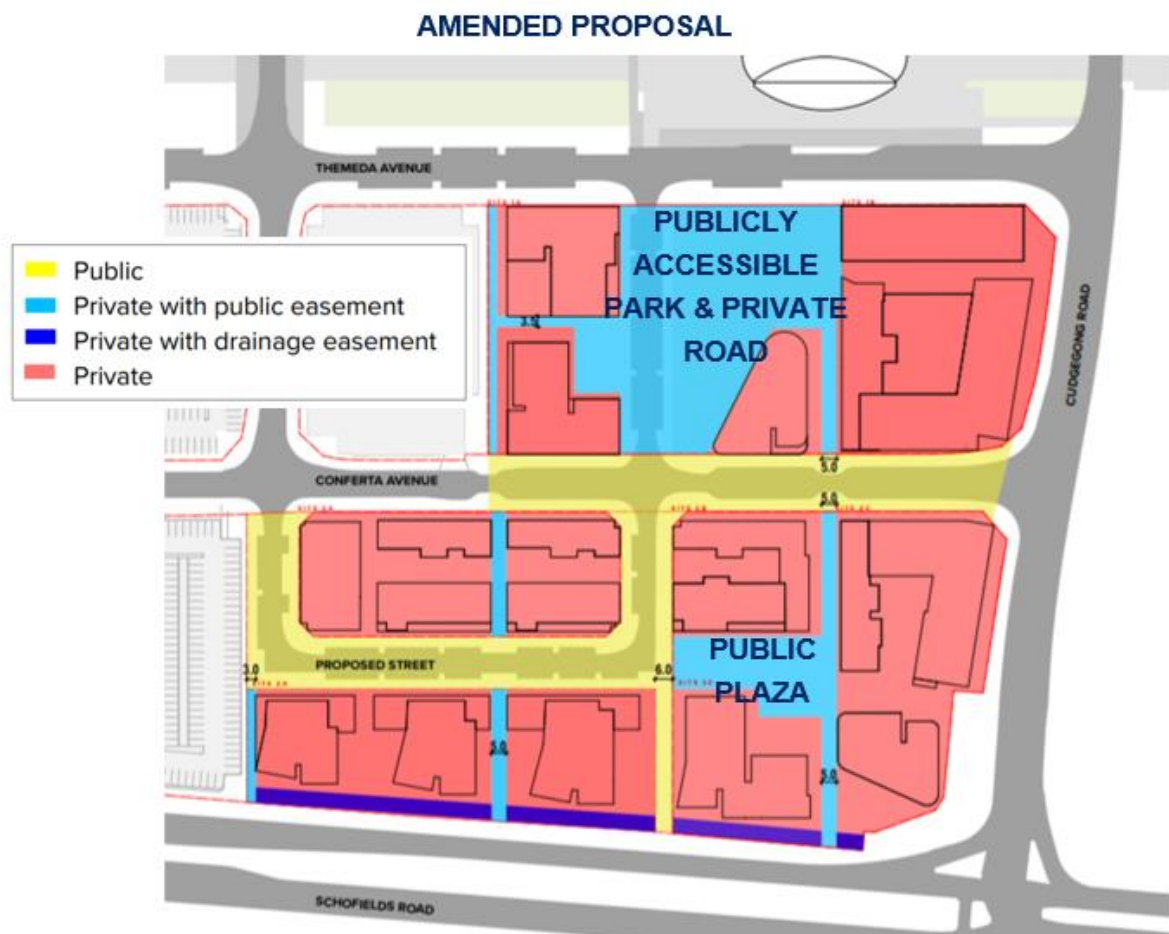 AMENDED PROPOSAL
THEMEDA AVENUE
PUBLICLY
ACCESSIBLE
PARK & PRIVATE
ROAD
Public
Private with public easement
Private with drainage easement
Private
3.0
CUDGEGONG ROAD
5.0
CONFERTA AVENUE
5.0
PUBLIC
PLAZA
PROPOSED STREET
3.0
6.0
5.0
5.0
SCHOFIELDS ROAD